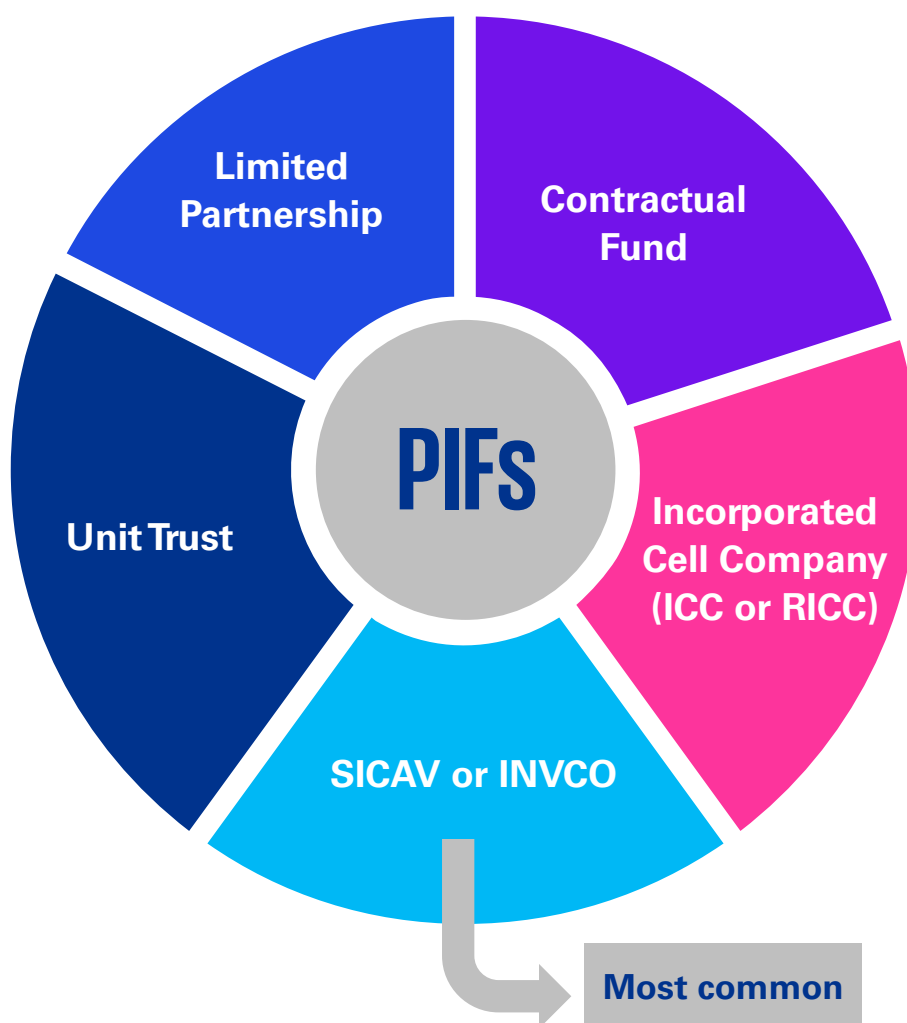 Limited
Partnership
Contractual
Fund
PIFs
Unit Trust
Incorporated
Cell Company
(ICC or RICC)
SICAV or INVCO
Most common